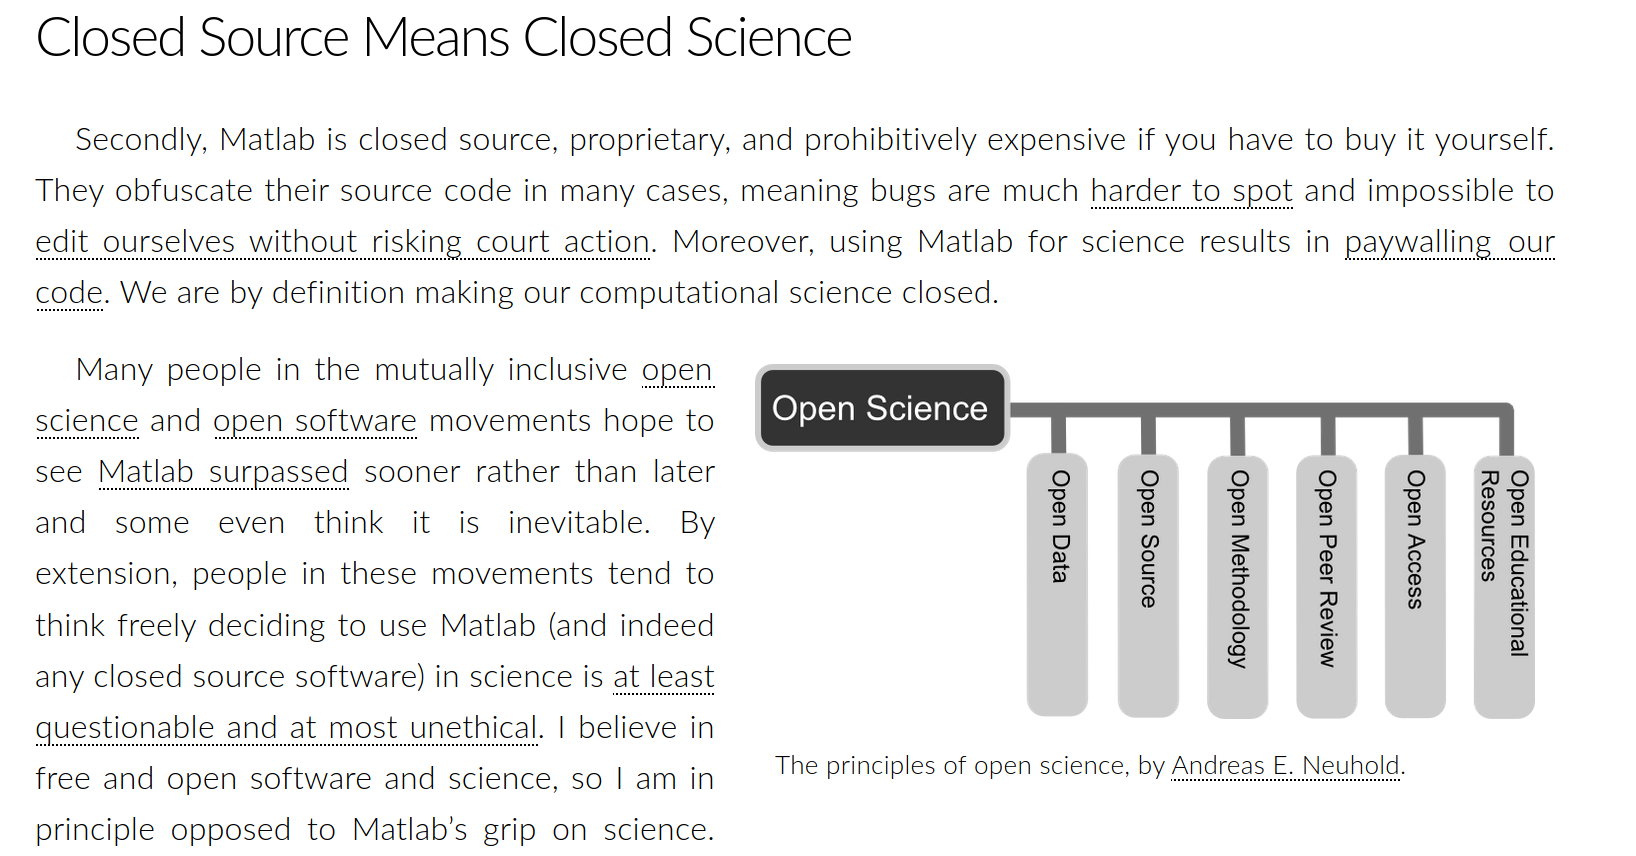 Closed Source Means Closed Science
Secondly, Matlab is closed source, proprietary, and prohibitively expensive if you have to buy it yourself.
They obfuscate their source code in many cases, meaning bugs are much harder to spot and impossible to
edit ourselves without risking court action. Moreover, using Matlab for science results in paywalling our
code. We are by definition making our computational science closed.
Many people in the mutually inclusive open
science and open software movements hope to
see Matlab surpassed sooner rather than later
and some even think it is inevitable. By
extension, people in these movements tend to
think freely deciding to use Matlab (and indeed
any closed source software) in science is at least
questionable and at most unethical. I believe in
free and open software and science, so I am in
principle opposed to Matlab’s grip on science.
Open Science
Open Data
Open Source
Open Methodology
Open Peer Review
Open Access
Open Educational
Resources
The principles of open science, by Andreas E. Neuhold.